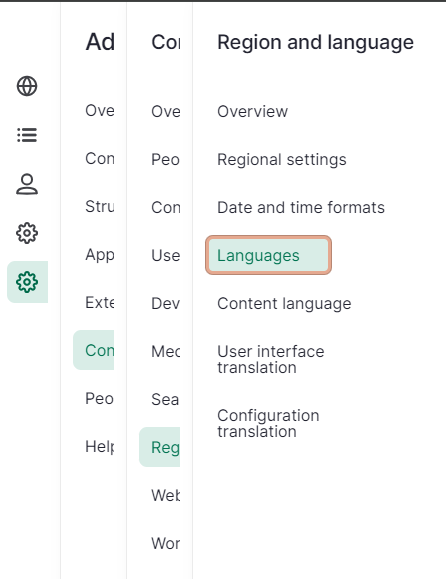 Ad
Ove
Con
Stru
App
Exte
Con
Peo
Help
Con
Ove
Peo
Con
Use
Dev
Med
Sea
Reg
Web
Wor
Region and language
Overview
Regional settings
Date and time formats
Languages
Content language
User interface
translation
Configuration
translation